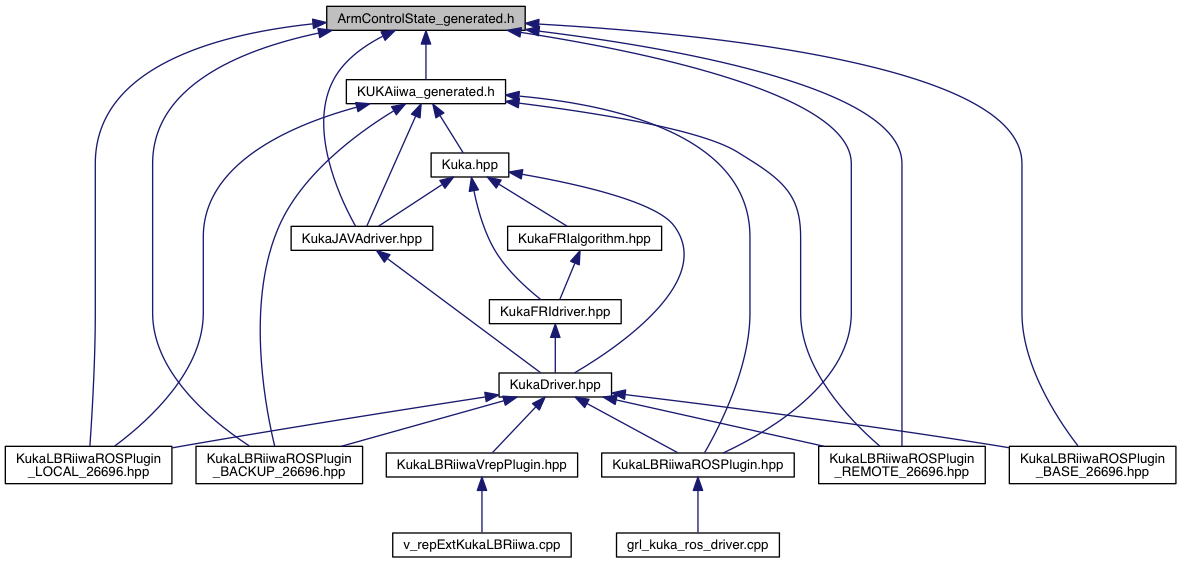 ArmControlState_generated.h
KUKAiiwa_generated.h
Kuka.hpp
KukaJAVAdriver.hpp
KukaFRIalgorithm.hpp
KukaFRIdriver.hpp
KukaDriver.hpp
KukaLBRiiwaROSPlugin
_LOCAL_26696.hpp
KukaLBRiiwaROSPlugin
_BACKUP_26696.hpp
KukaLBRiiwaVrepPlugin.hpp
KukaLBRiiwaROSPlugin.hpp
KukaLBRiiwaROSPlugin
_REMOTE_26696.hpp
KukaLBRiiwaROSPlugin
_BASE_26696.hpp
v_repExtKukaLBRiiwa.cpp
grl_kuka_ros_driver.cpp